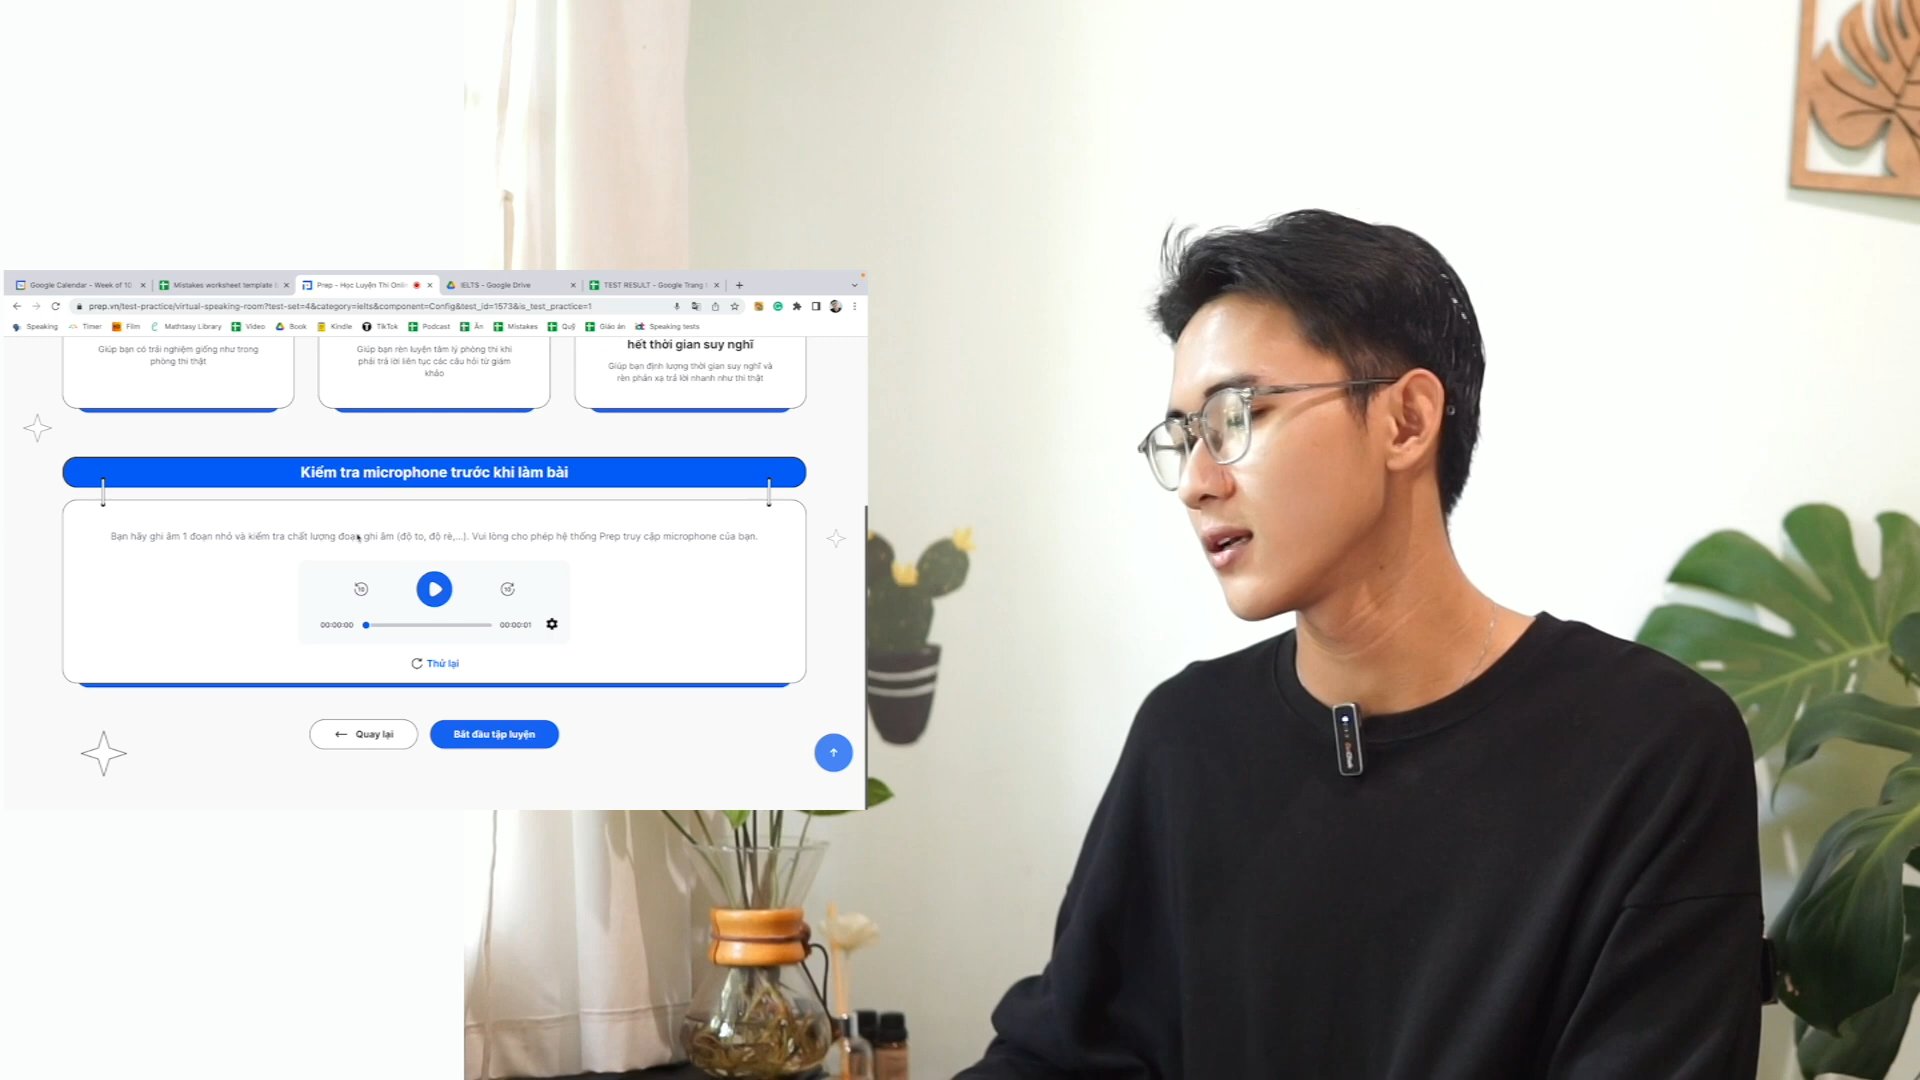 Google Calendar - Week of 10
Mistakes worksheet template
Prep - Học Luyện Thi Onlin
IELTS - Google Drive
TEST RESULT - Google Trang
prep.vn/test-practice/virtual-speaking-room?test-set=4&category=ielts&component=Config&test_id=1573&is_test_practice=1
Speaking Timer Film Mathtasy Library Video Book Kindle TikTok Podcast Ăn Mistakes Quỹ Giáo án Speaking tests
Giúp bạn có trải nghiệm giống như trong
phòng thi thật
Giúp bạn rèn luyện tâm lý phòng thi khi
phải trả lời liên tục các câu hỏi từ giám
khảo
hết thời gian suy nghĩ
Giúp bạn định lượng thời gian suy nghĩ và
rèn phản xạ trả lời nhanh như thi thật
Kiểm tra microphone trước khi làm bài
Bạn hãy ghi âm 1 đoạn nhỏ và kiểm tra chất lượng đoạn ghi âm (độ to, độ rè,...). Vui lòng cho phép hệ thống Prep truy cập microphone của bạn.
10
10
00:00:00
00:00:01
Thử lại
Quay lại
Bắt đầu tập luyện